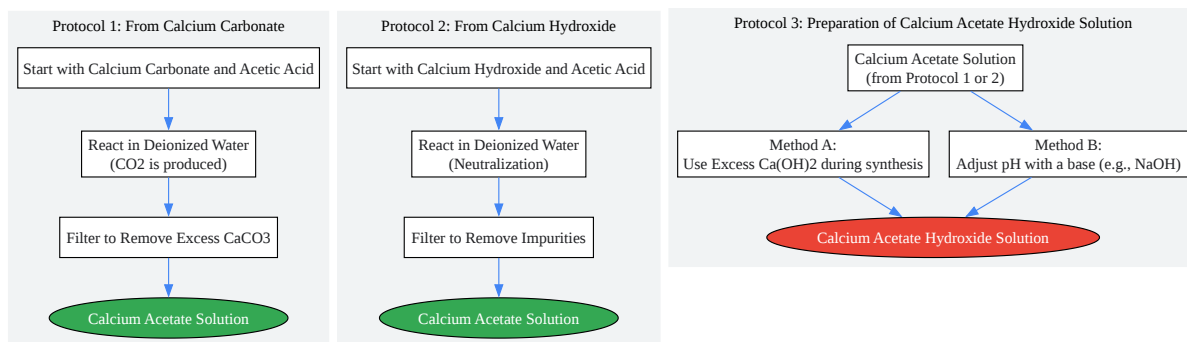 Protocol 1: From Calcium Carbonate
Start with Calcium Carbonate and Acetic Acid
React in Deionized Water
(CO2 is produced)
Filter to Remove Excess CaCO3
Calcium Acetate Solution
Protocol 2: From Calcium Hydroxide
Start with Calcium Hydroxide and Acetic Acid
React in Deionized Water
(Neutralization)
Filter to Remove Impurities
Calcium Acetate Solution
Protocol 3: Preparation of Calcium Acetate Hydroxide Solution
Calcium Acetate Solution
(from Protocol 1 or 2)
Method A:
Use Excess Ca(OH)2 during synthesis
Method B:
Adjust pH with a base (e.g., NaOH)
Calcium Acetate Hydroxide Solution